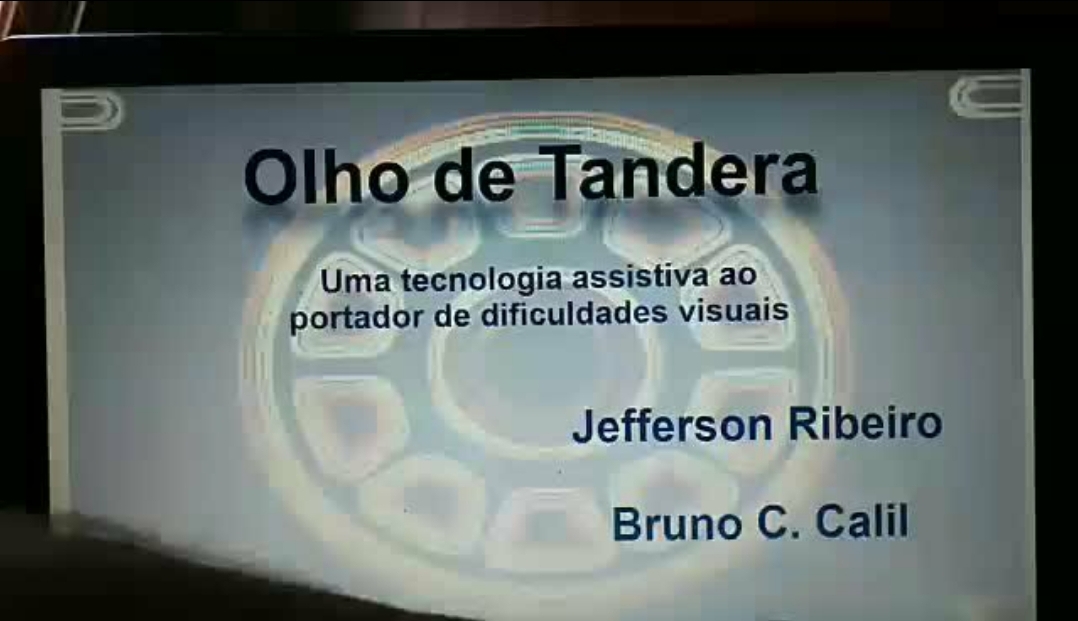 Olho de Tandera
Uma tecnologia assistiva ao
portador de dificuldades visuais
Jefferson Ribeiro
Bruno C. Calil